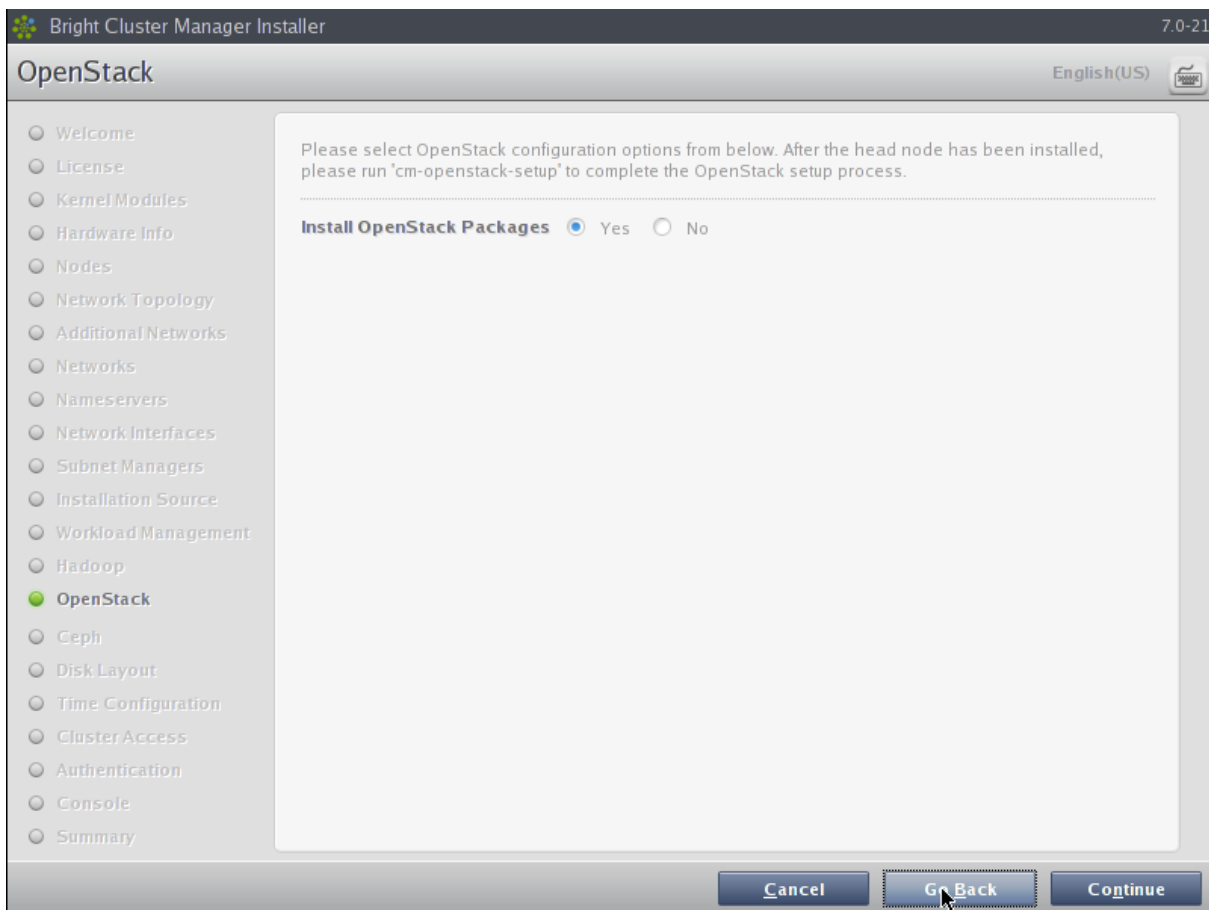 Bright Cluster Manager Installer
7.0-21
OpenStack
English(US)
Welcome
License
Kernel Modules
Hardware Info
Nodes
Network Topology
Additional Networks
Networks
Nameservers
Network Interfaces
Subnet Managers
Installation Source
Workload Management
Hadoop
OpenStack
Ceph
Disk Layout
Time Configuration
Cluster Access
Authentication
Console
Summary
Please select OpenStack configuration options from below. After the head node has been installed,
please run 'cm-openstack-setup' to complete the OpenStack setup process.
Install OpenStack Packages Yes No
Cancel
Go Back
Continue